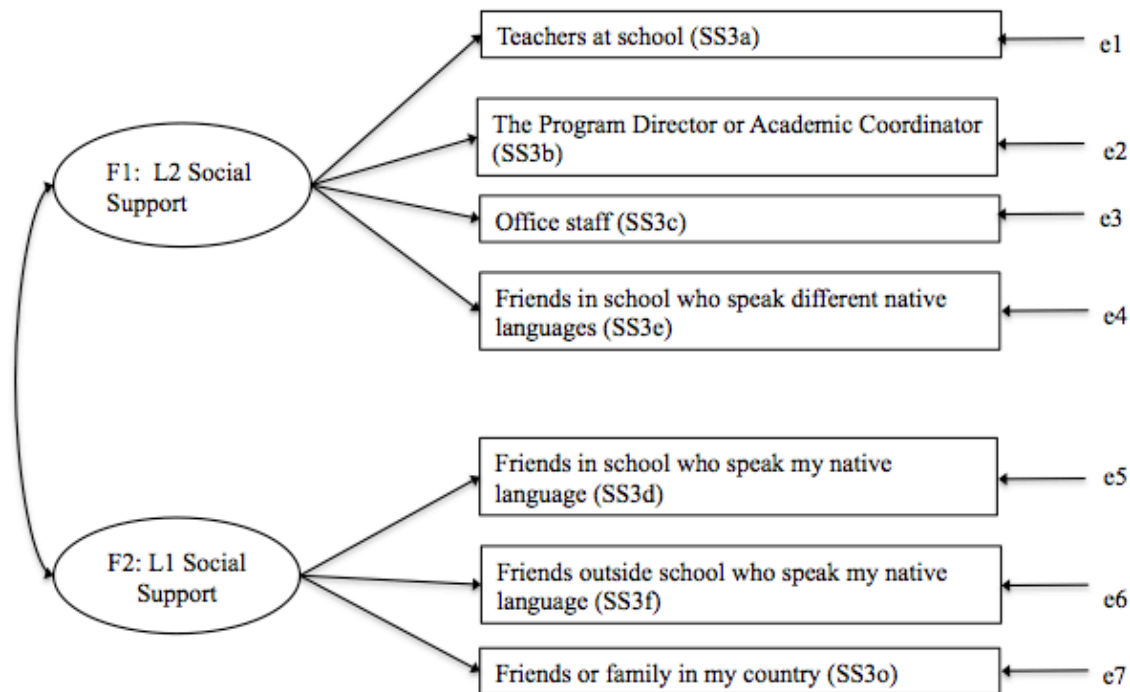 Teachers at school (SS3a)
e1
The Program Director or Academic Coordinator
(SS3b)
e2
F1:  L2 Social
Support
Office staff (SS3c)
e3
Friends in school who speak different native
languages (SS3e)
e4
Friends in school who speak my native
language (SS3d)
e5
F2: L1 Social
Support
Friends outside school who speak my native
language (SS3f)
e6
Friends or family in my country (SS3o)
e7